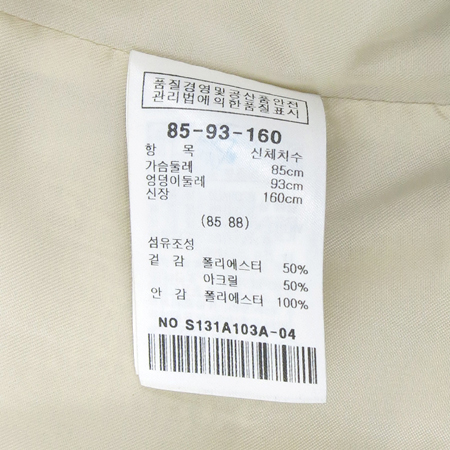 품질경영및공산품안전
관리법에의한품질표시
85-93-160
항 목 신체치수
가슴둘레 85cm
엉덩이둘레 93cm
신장 160cm
(85 88)
섬유조성
겉 감 폴리에스터 50%
아크릴 50%
안 감 폴리에스터 100%
NO S131A103A-04